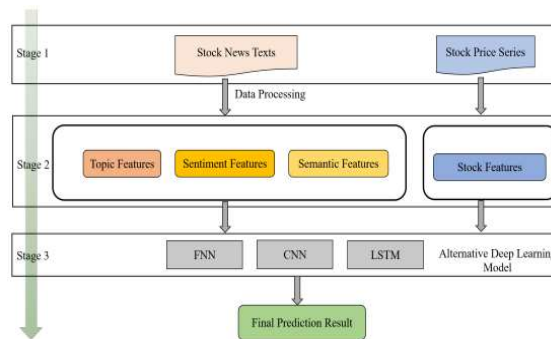 Stage 1
Stock News Texts
Stock Price Series
Data Processing
Stage 2
Topic Features
Sentiment Features
Semantic Features
Stock Features
Stage 3
FNN
CNN
LSTM
Alternative Deep Learning
Model
Final Prediction Result